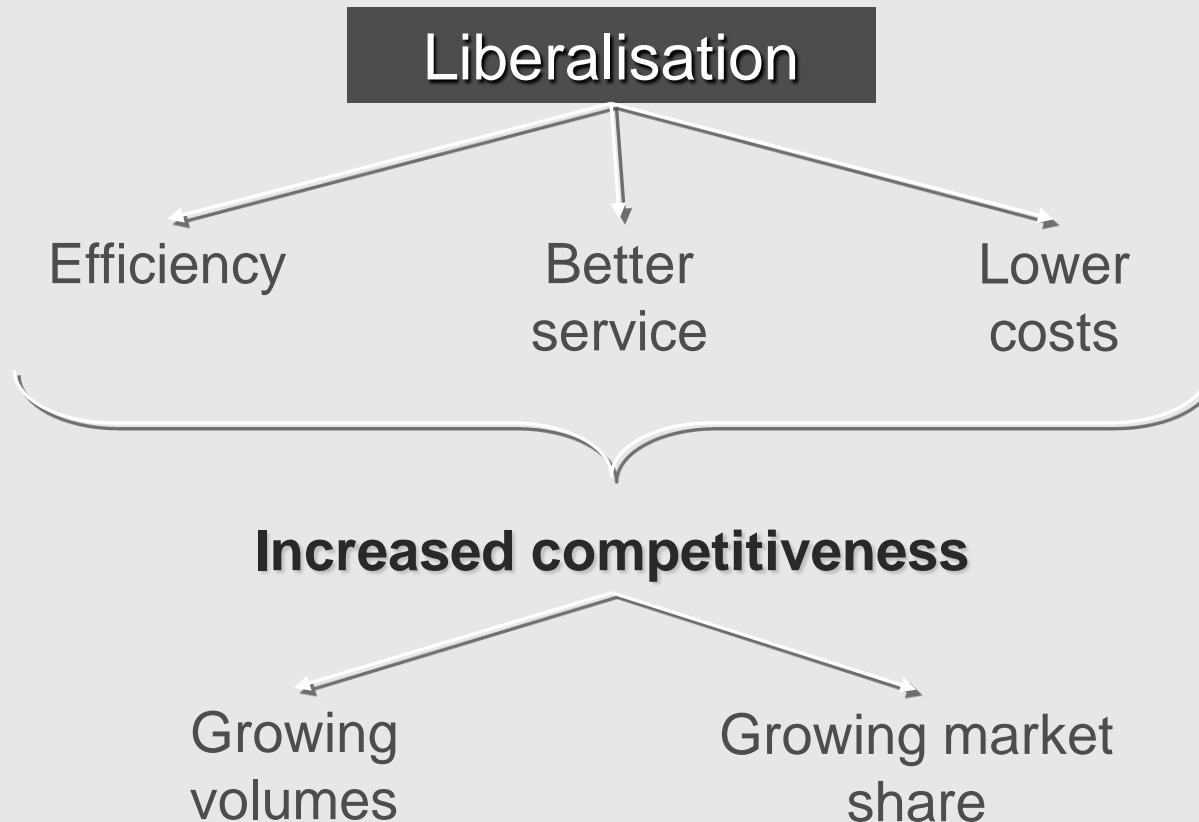 Liberalisation
Efficiency
Better
service
Lower
costs
Increased competitiveness
Growing
volumes
Growing market
share